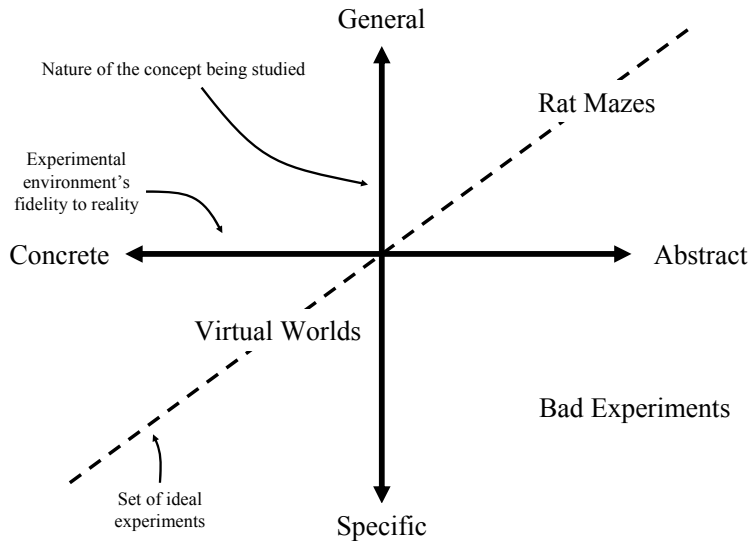 General
Nature of the concept being studied
Rat Mazes
Experimental
environment's
fidelity to reality
Concrete
Abstract
Virtual Worlds
Bad Experiments
Set of ideal
experiments
Specific